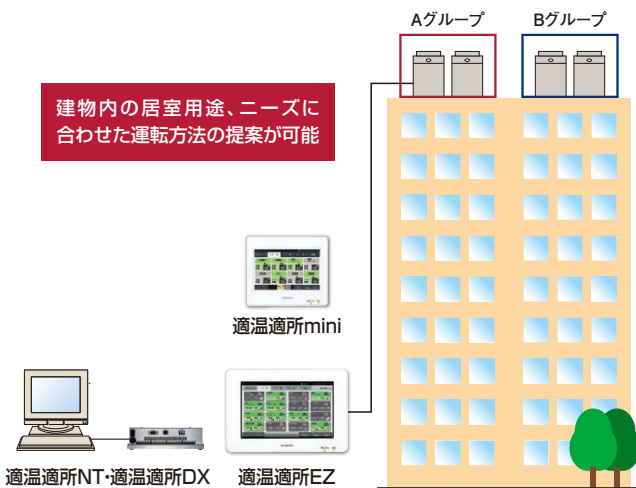 Aグループ
Bグループ
建物内の居室用途、ニーズに
合わせた運転方法の提案が可能
適温適所mini
適温適所NT・適温適所DX
適温適所EZ